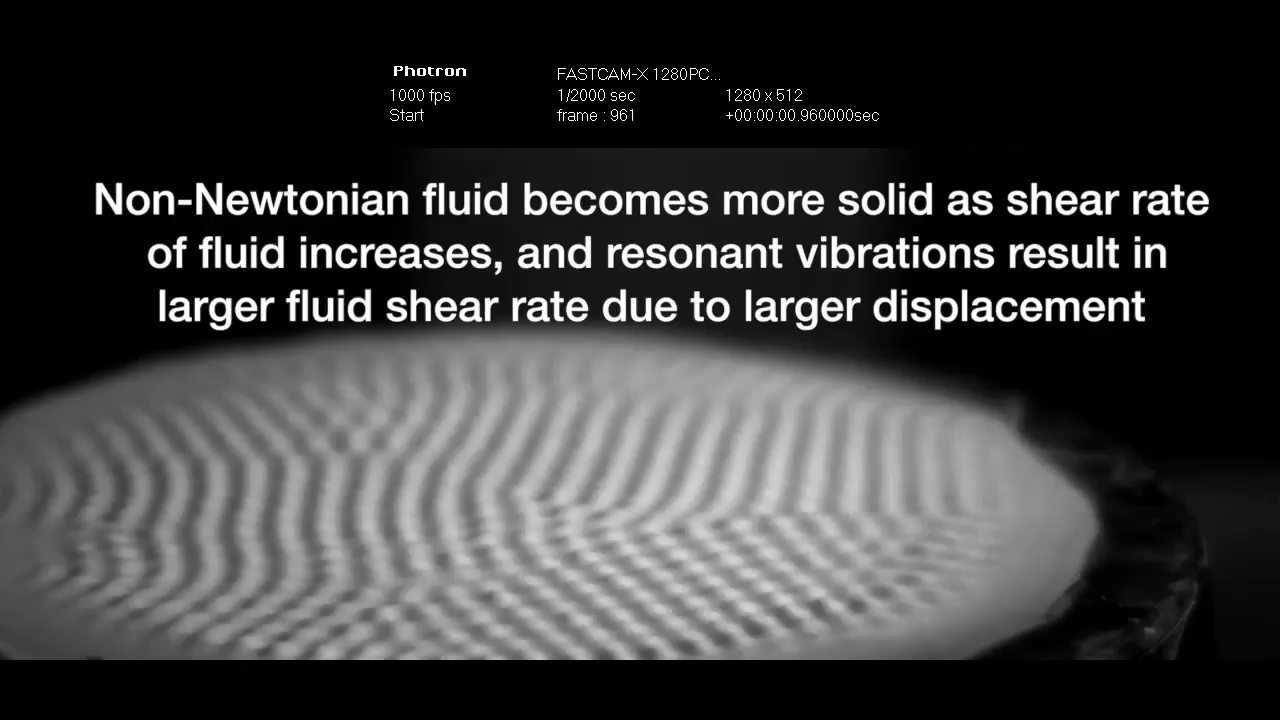 Photron FASTCAM-X 1280PC...
1000 fps 1/2000 sec 1280 x 512
Start frame : 961 +00:00:00.960000sec
Non-Newtonian fluid becomes more solid as shear rate
of fluid increases, and resonant vibrations result in
larger fluid shear rate due to larger displacement